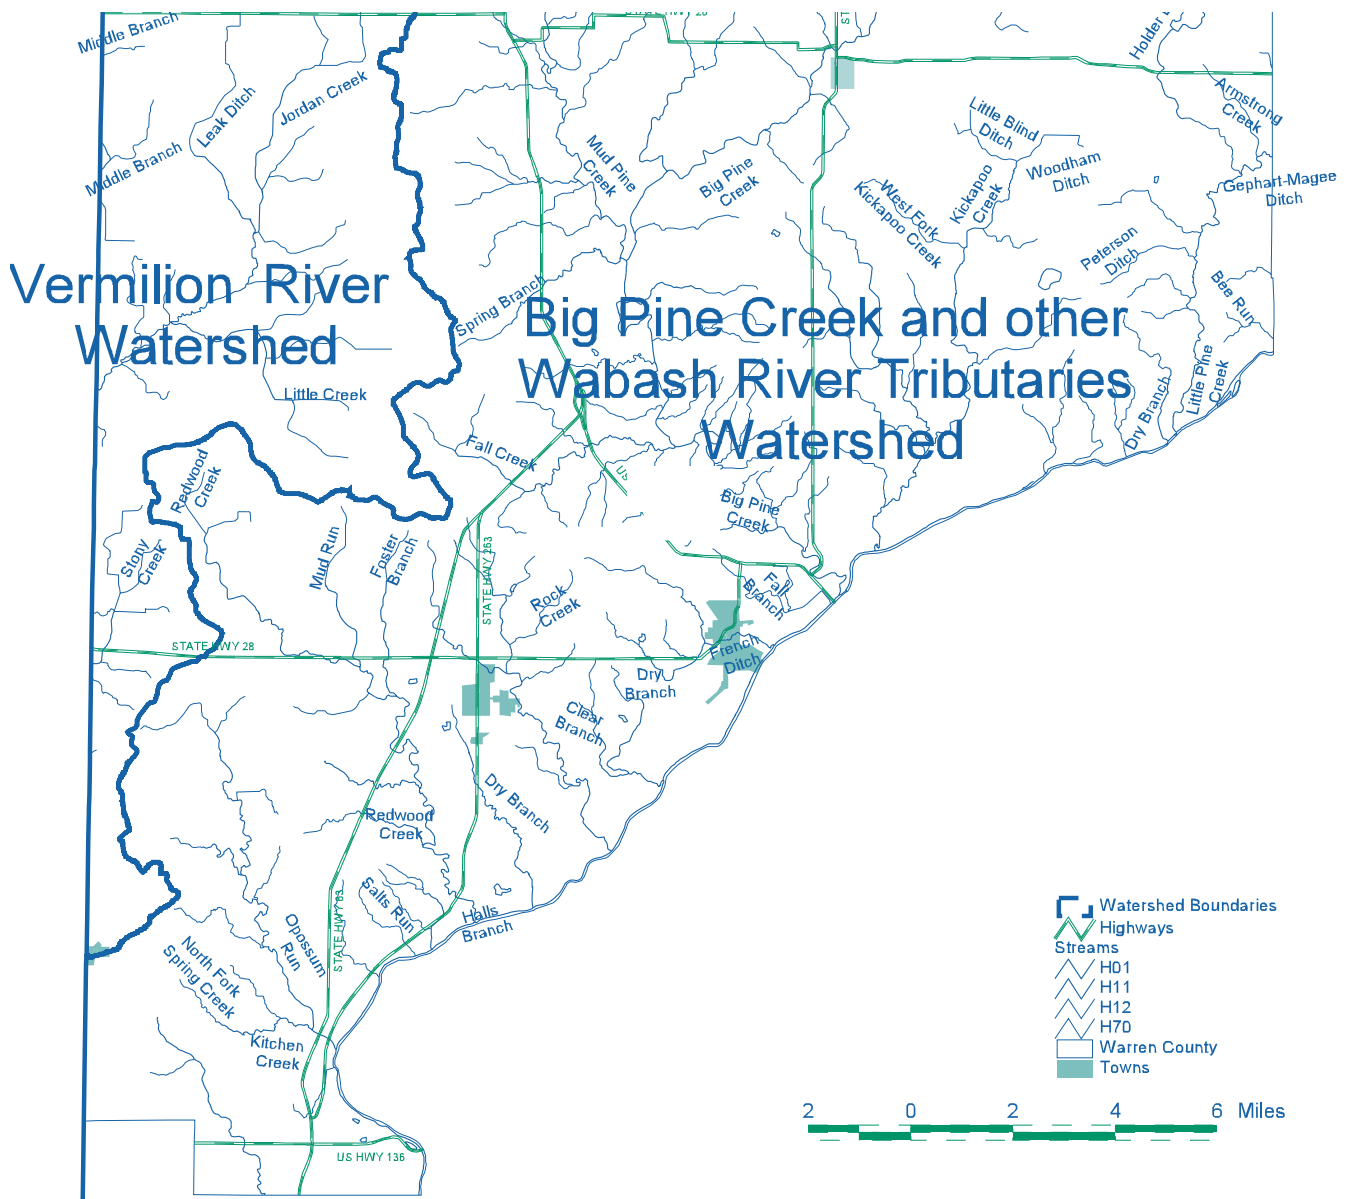 STATE HWY 26
ST
Middle Branch
Holder
Leak Ditch
Jordan Creek
Armstrong
Creek
Little Blind
Ditch
Middle Branch
Mud Pine
Creek
Big Pine
Creek
West Fork
Kickapoo Creek
Kickapoo
Creek
Woodham
Ditch
Gephart-Magee
Ditch
Peterson
Ditch
Bee Run
Vermilion River
Watershed
Spring Branch
Big Pine Creek and other
Wabash River Tributaries
Watershed
Little Creek
Little Pine
Creek
Dry Branch
Fall Creek
US
Redwood
Creek
Big Pine
Creek
Stony
Creek
Mud Run
Foster
Branch
STATE HWY 263
Rock
Creek
Fall
Branch
STATE HWY 28
French
Ditch
Dry
Branch
Clear
Branch
Dry Branch
Redwood
Creek
Salts Run
Halls
Branch
STATE HWY 63
Opossum
Run
North Fork
Spring Creek
Kitchen
Creek
US HWY 136
Watershed Boundaries
Highways
Streams
H01
H11
H12
H70
Warren County
Towns
2 0 2 4 6 Miles